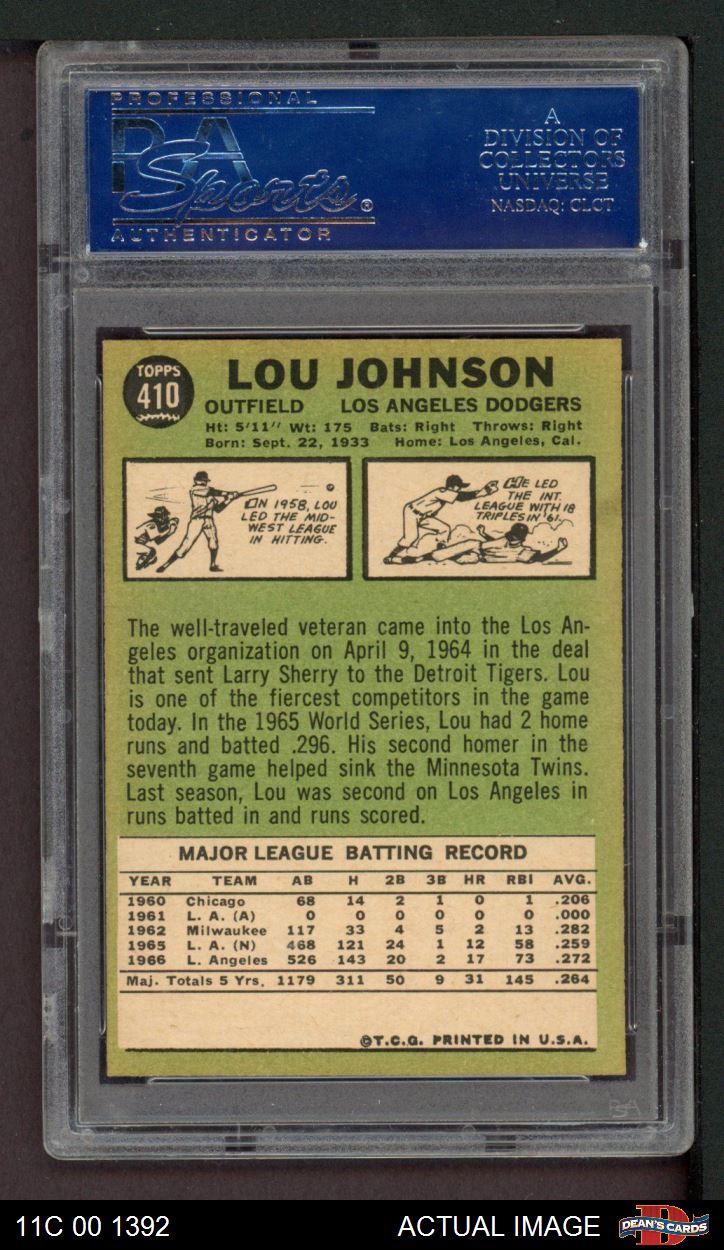 PROFESSIONAL
PSA
Sports®
AUTHENTICATOR
A
DIVISION OF
COLLECTORS
UNIVERSE
NASDAQ: CLCT
TOPPS
410
LOU JOHNSON
OUTFIELD LOS ANGELES DODGERS
Ht: 5'11" Wt: 175 Bats: Right Throws: Right
Born: Sept. 22, 1933 Home: Los Angeles, Cal.
IN 1958, LOU
LED THE MID-
WEST LEAGUE
IN HITTING.
HE LED
THE INT.
LEAGUE WITH 18
TRIPLES IN '61.
The well-traveled veteran came into the Los An-
geles organization on April 9, 1964 in the deal
that sent Larry Sherry to the Detroit Tigers. Lou
is one of the fiercest competitors in the game
today. In the 1965 World Series, Lou had 2 home
runs and batted .296. His second homer in the
seventh game helped sink the Minnesota Twins.
Last season, Lou was second on Los Angeles in
runs batted in and runs scored.
MAJOR LEAGUE BATTING RECORD
YEAR TEAM AB H 2B 3B HR RBI AVG.
1960 Chicago 68 14 2 1 0 1 .206
1961 L. A. (A) 0 0 0 0 0 0 .000
1962 Milwaukee 117 33 4 5 2 13 .282
1965 L. A. (N) 468 121 24 1 12 58 .259
1966 L. Angeles 526 143 20 2 17 73 .272
Maj. Totals 5 Yrs. 1179 311 50 9 31 145 .264
©T.C.G. PRINTED IN U.S.A.
PSA
11C 00 1392 ACTUAL IMAGE DEAN'S CARDS